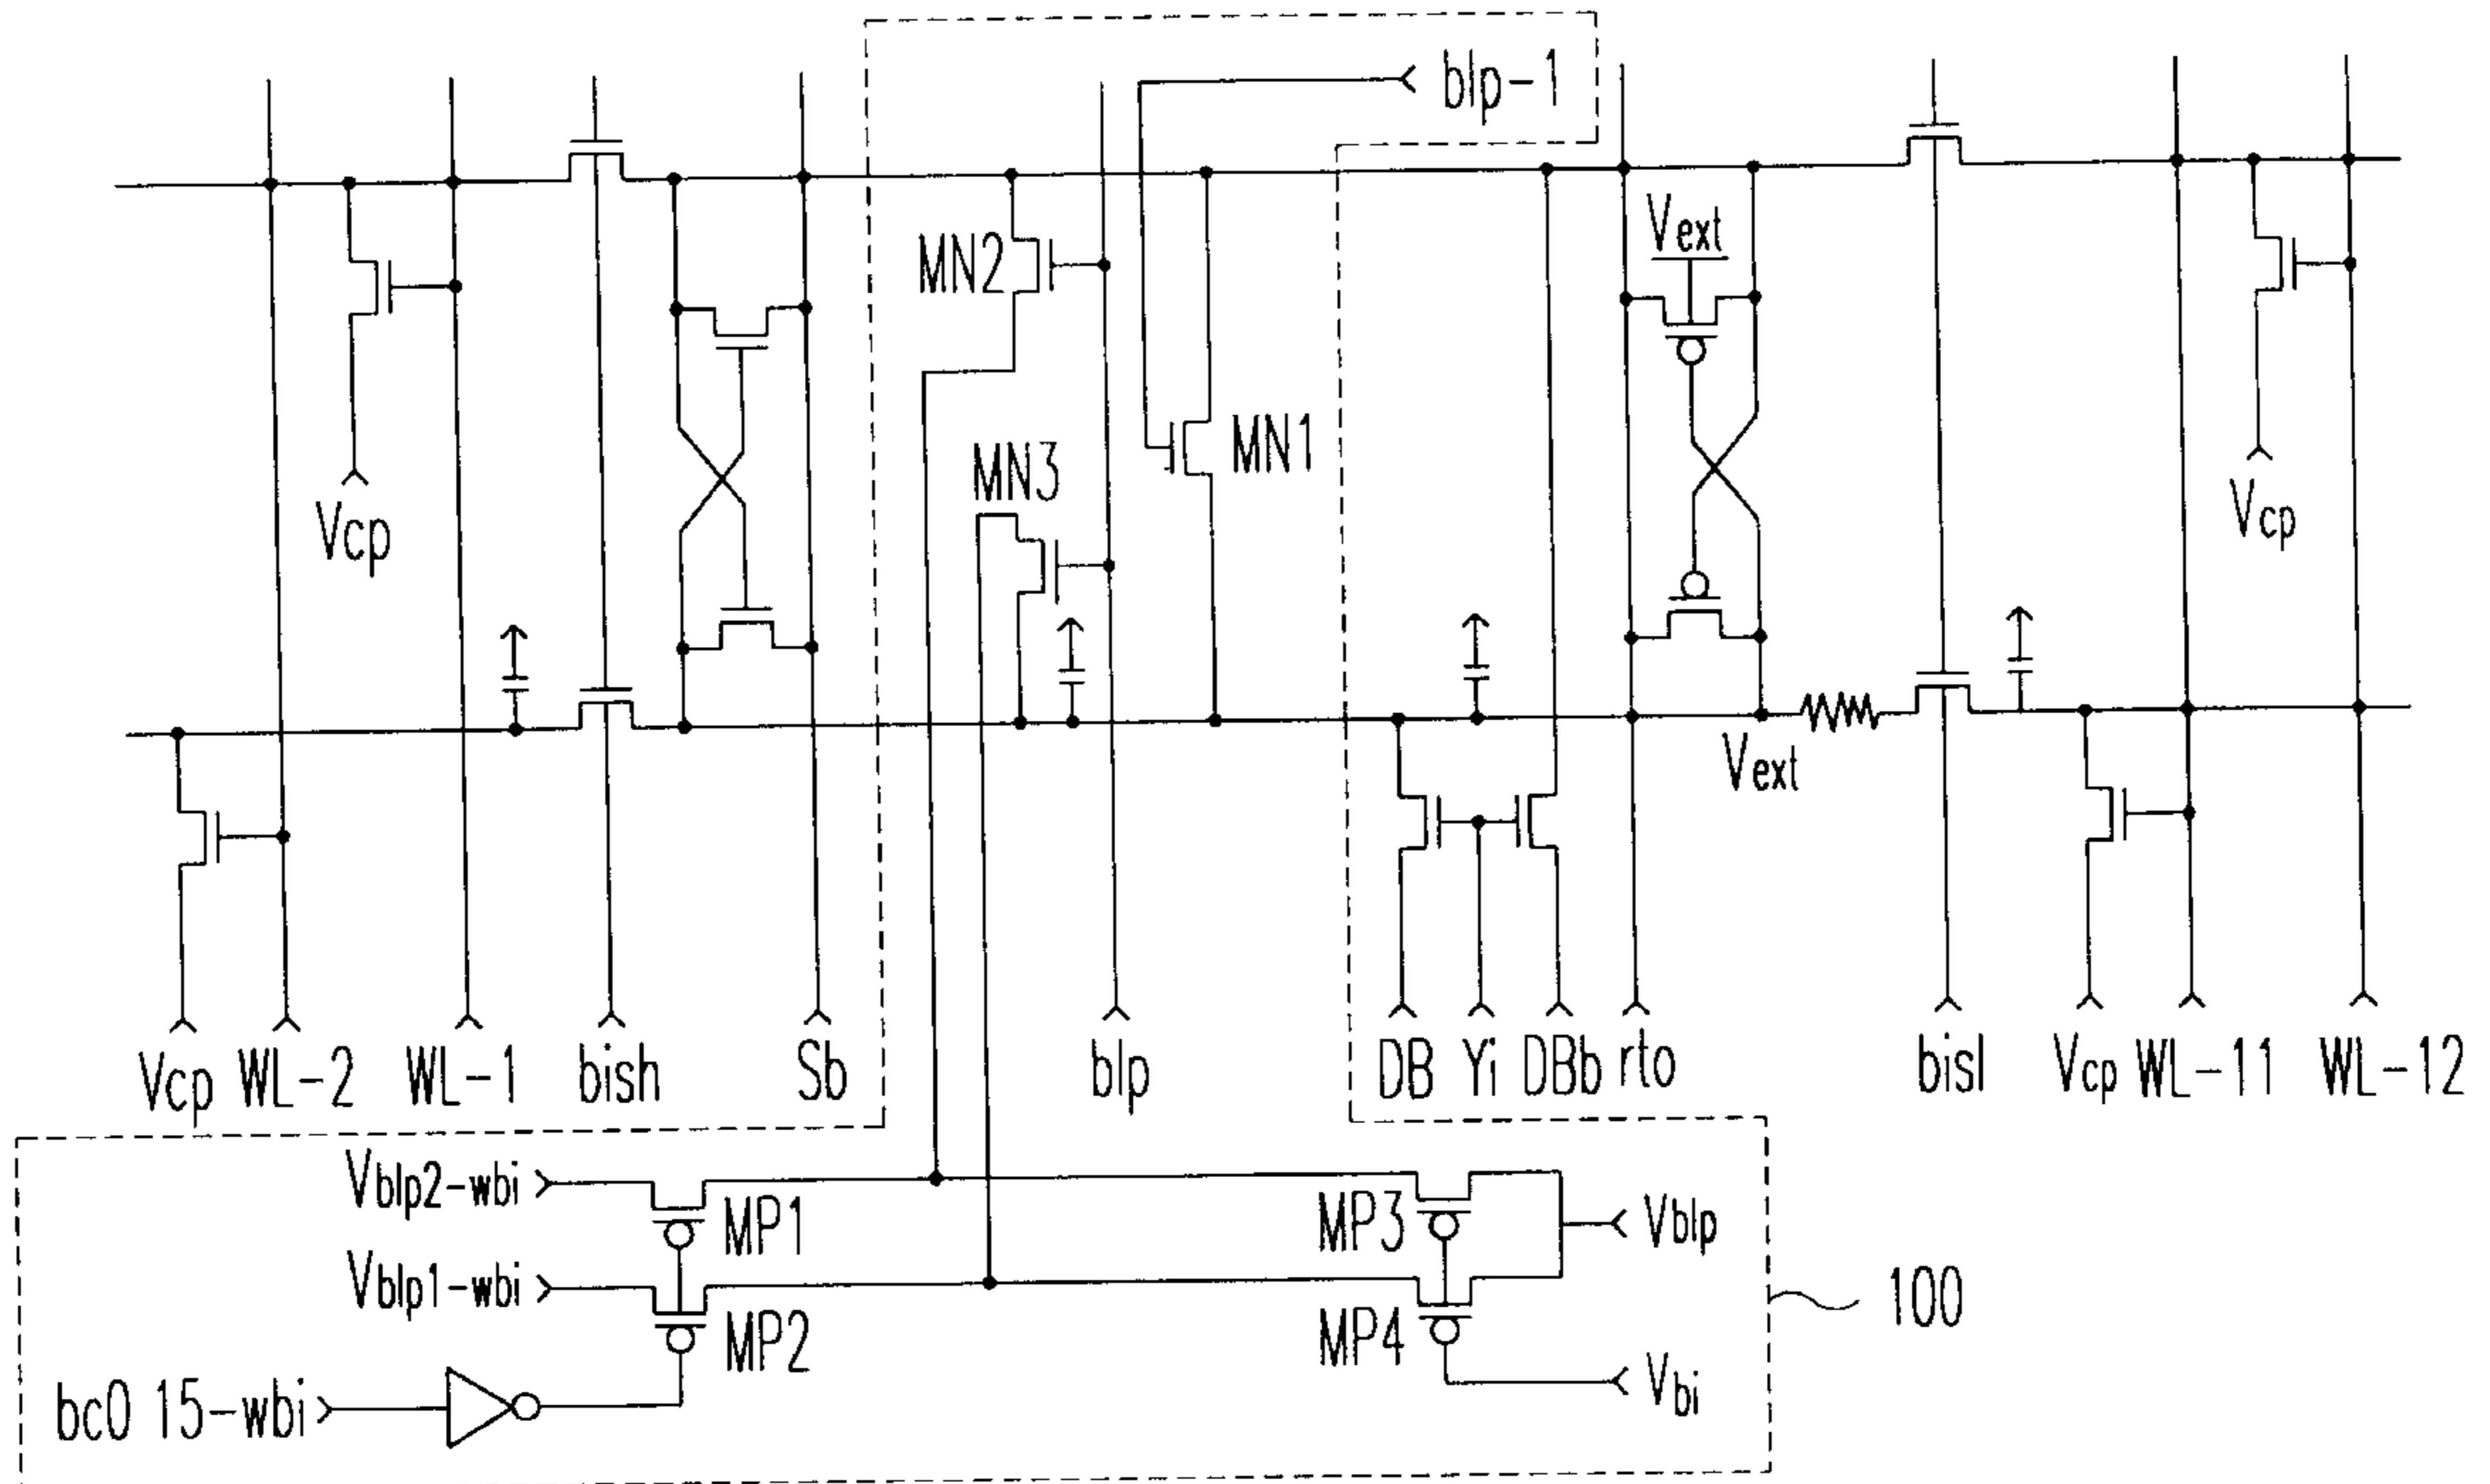 blp-1
Vext
MN2
MN1
MN3
Vcp
Vcp
Vext
Vcp WL-2 WL-1 bish Sb blp DB Yi DBb rto bisl Vcp WL-11 WL-12
Vblp2-wbi
MP1
MP3
Vblp
Vblp1-wbi
MP2
MP4
100
bc0 15-wbi
Vbi